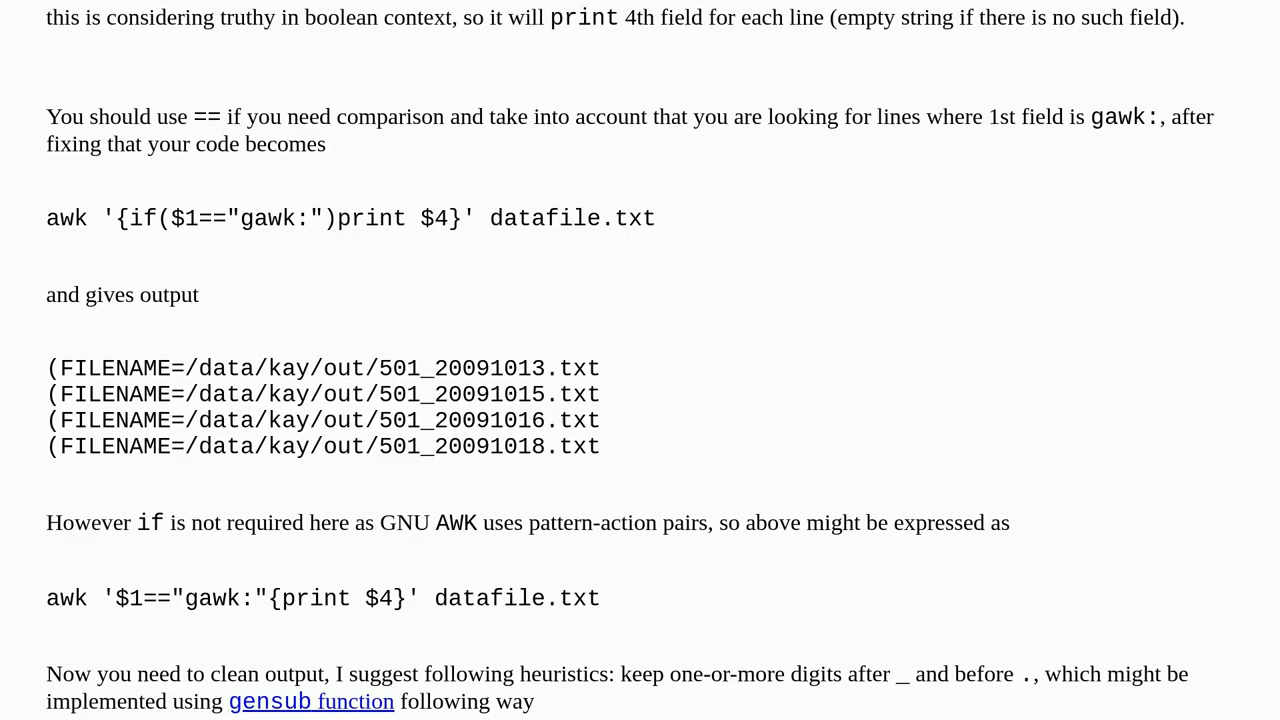 this is considering truthy in boolean context, so it will print 4th field for each line (empty string if there is no such field).
You should use == if you need comparison and take into account that you are looking for lines where 1st field is gawk:, after
fixing that your code becomes
awk '{if($1=="gawk:")print $4}' datafile.txt
and gives output
(FILENAME=/data/kay/out/501_20091013.txt
(FILENAME=/data/kay/out/501_20091015.txt
(FILENAME=/data/kay/out/501_20091016.txt
(FILENAME=/data/kay/out/501_20091018.txt
However if is not required here as GNU AWK uses pattern-action pairs, so above might be expressed as
awk '$1=="gawk:"{print $4}' datafile.txt
Now you need to clean output, I suggest following heuristics: keep one-or-more digits after _ and before ., which might be
implemented using gensub function following way